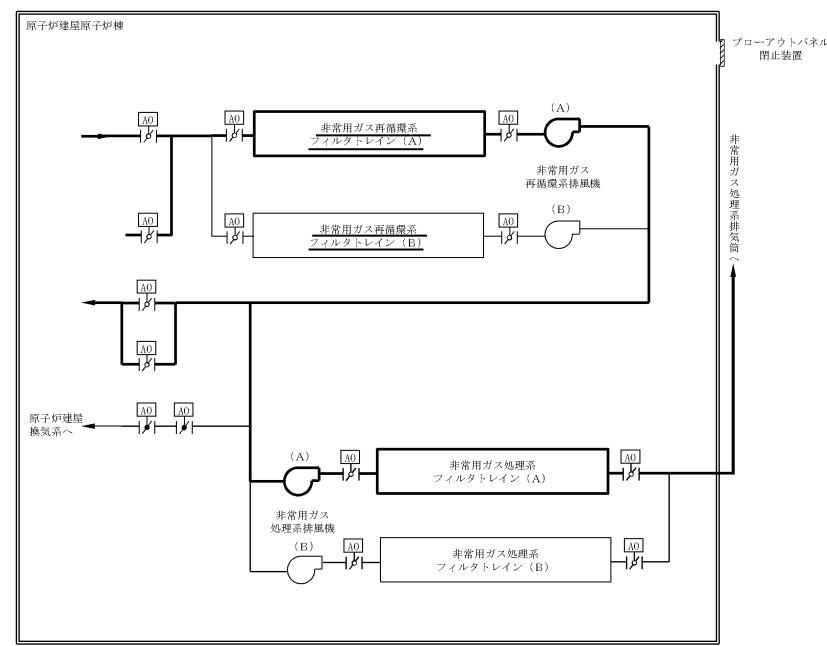 原子炉建屋原子炉棟
ブローアウトパネル
閉止装置
(A)
AO
AO
AO
非常用ガス再循環系
フィルタトレイン(A)
非常用ガス
再循環系排風機
非常用ガス処理系排気筒へ
(B)
AO
AO
AO
非常用ガス再循環系
フィルタトレイン(B)
AO
AO
AO
AO
原子炉建屋
換気系へ
(A)
AO
AO
非常用ガス処理系
フィルタトレイン(A)
非常用ガス
処理系排風機
(B)
AO
AO
非常用ガス処理系
フィルタトレイン(B)